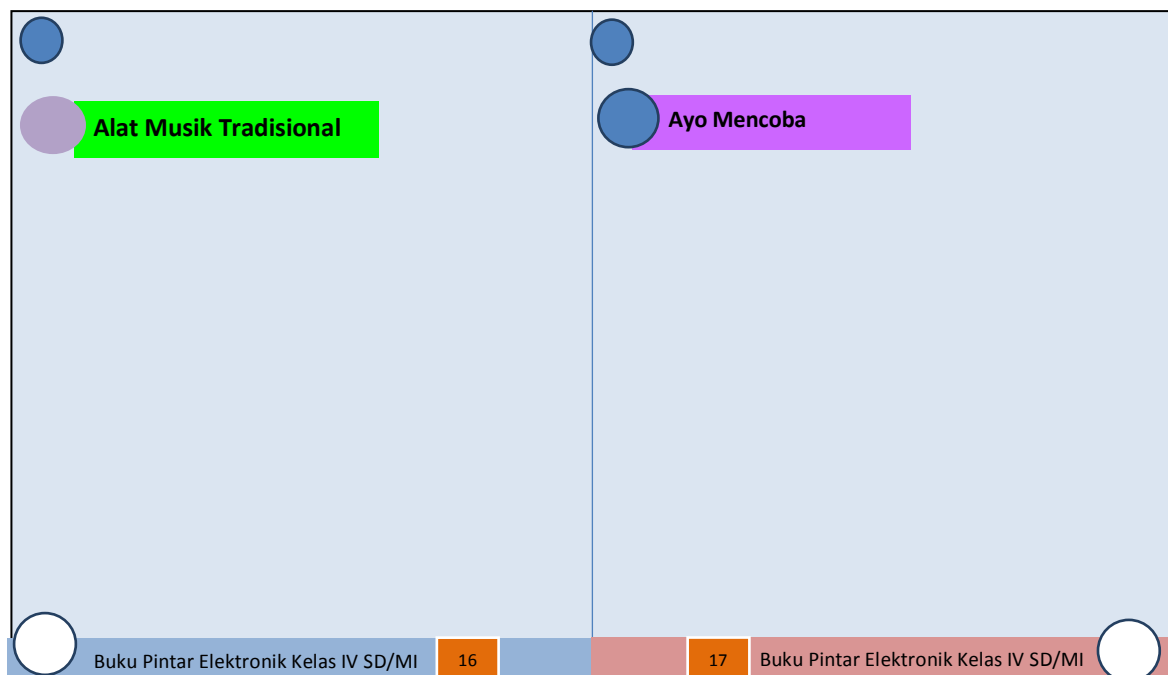 Alat Musik Tradisional
Buku Pintar Elektronik Kelas IV SD/MI 16
Ayo Mencoba
17 Buku Pintar Elektronik Kelas IV SD/MI